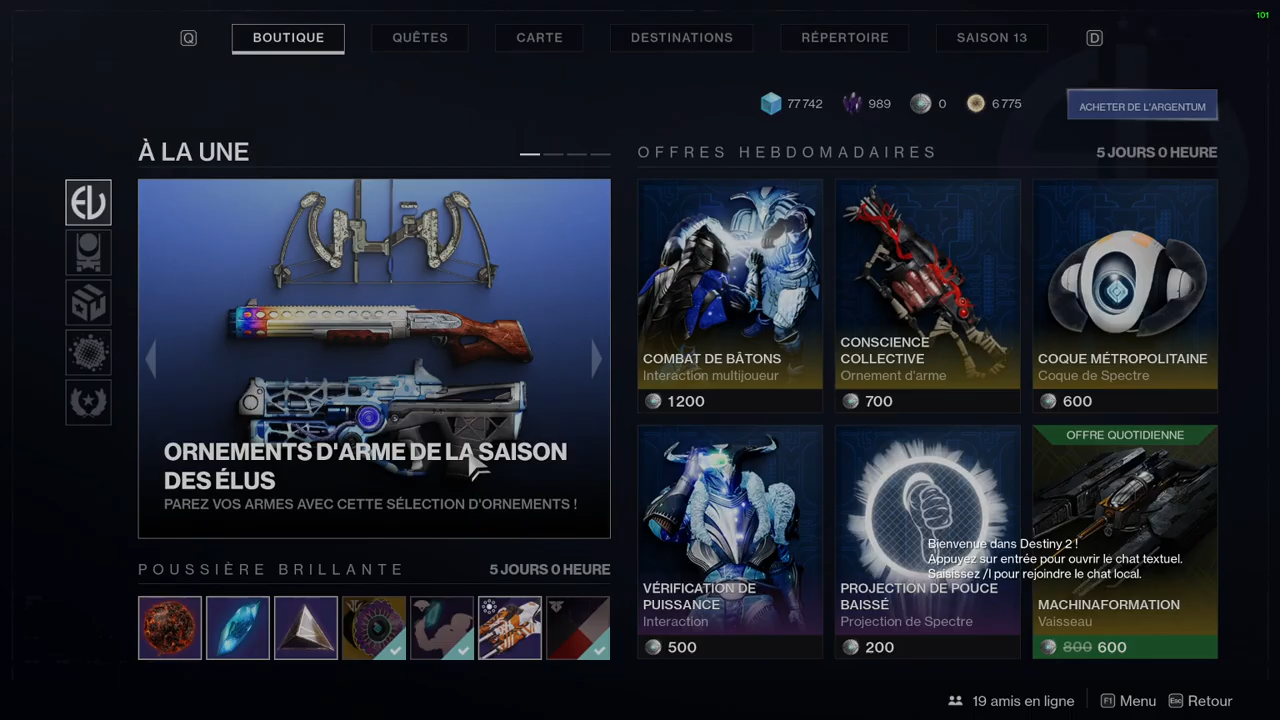 101
Q
BOUTIQUE
QUÊTES
CARTE
DESTINATIONS
RÉPERTOIRE
SAISON 13
D
77 742
989
0
6 775
ACHETER DE L'ARGENTUM
À LA UNE
OFFRES HEBDOMADAIRES
5 JOURS 0 HEURE
ORNEMENTS D'ARME DE LA SAISON
DES ÉLUS
PAREZ VOS ARMES AVEC CETTE SÉLECTION D'ORNEMENTS !
COMBAT DE BÂTONS
Interaction multijoueur
1200
CONSCIENCE
COLLECTIVE
Ornement d'arme
700
COQUE MÉTROPOLITAINE
Coque de Spectre
600
VÉRIFICATION DE
PUISSANCE
Interaction
500
PROJECTION DE POUCE
BAISSÉ
Projection de Spectre
200
OFFRE QUOTIDIENNE
MACHINAFORMATION
Vaisseau
800 600
Bienvenue dans Destiny 2 !
Appuyez sur entrée pour ouvrir le chat textuel.
Saisissez /l pour rejoindre le chat local.
POUSSIÈRE BRILLANTE
5 JOURS 0 HEURE
19 amis en ligne
F1 Menu
Esc Retour